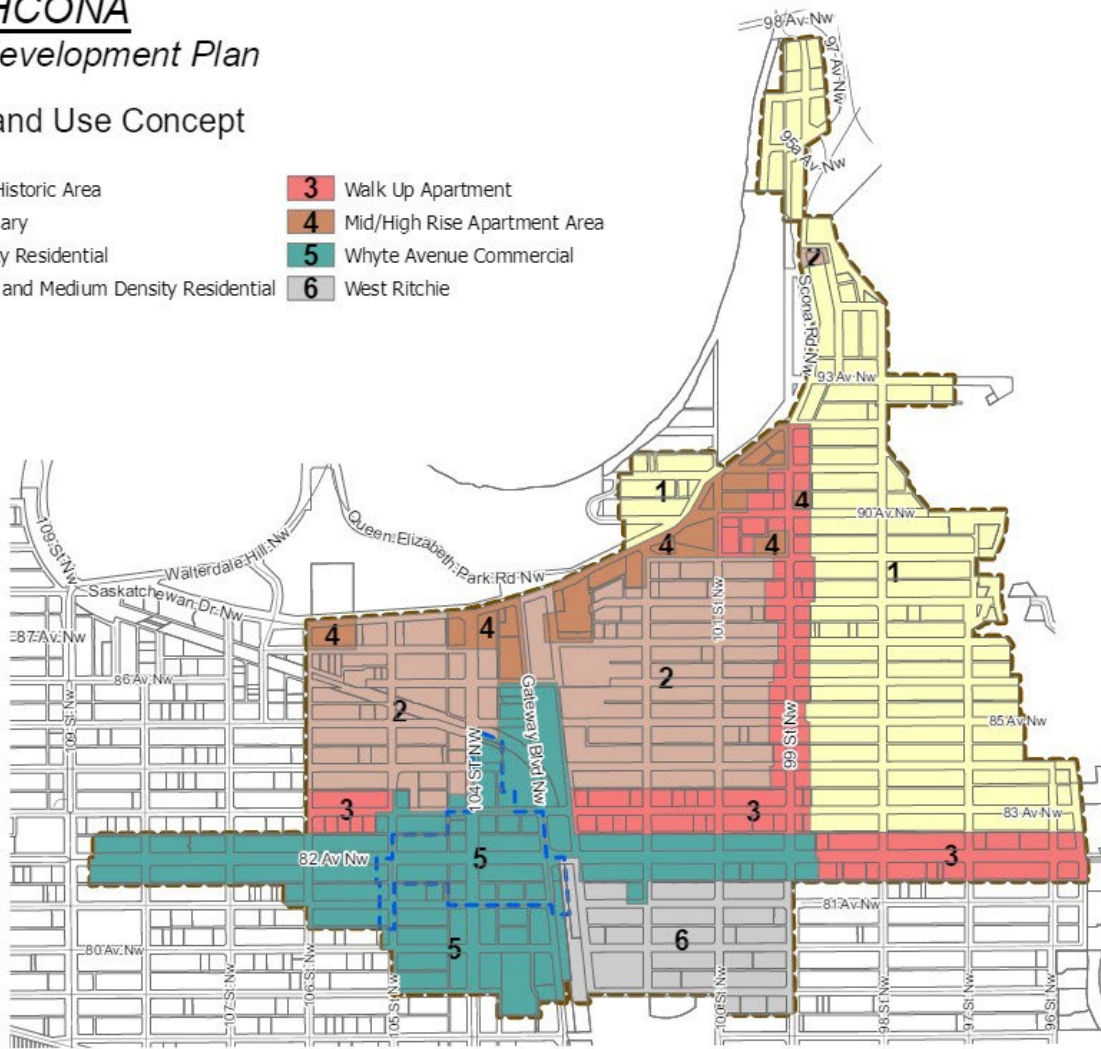 HCONA
evelopment Plan
and Use Concept
Historic Area
3 Walk Up Apartment
ary
4 Mid/High Rise Apartment Area
y Residential
5 Whyte Avenue Commercial
and Medium Density Residential
6 West Ritchie
98 Av Nw
97 Av Nw
95a Av Nw
2
Scona Rd Nw
93 Av Nw
1
4
90 Av Nw
109 St Nw
Walterdale Hill Nw
Queen Elizabeth Park Rd Nw
4
4
1
Saskatchewan Dr Nw
101 St Nw
87 Av Nw
4
4
86 Av Nw
2
2
Gateway Blvd Nw
109 St Nw
104 ST NW
99 St Nw
85 Av Nw
3
3
83 Av Nw
82 Av Nw
5
3
81 Av Nw
80 Av Nw
5
6
107 St Nw
106 St Nw
105 St Nw
100 St Nw
98 St Nw
97 St Nw
96 St Nw